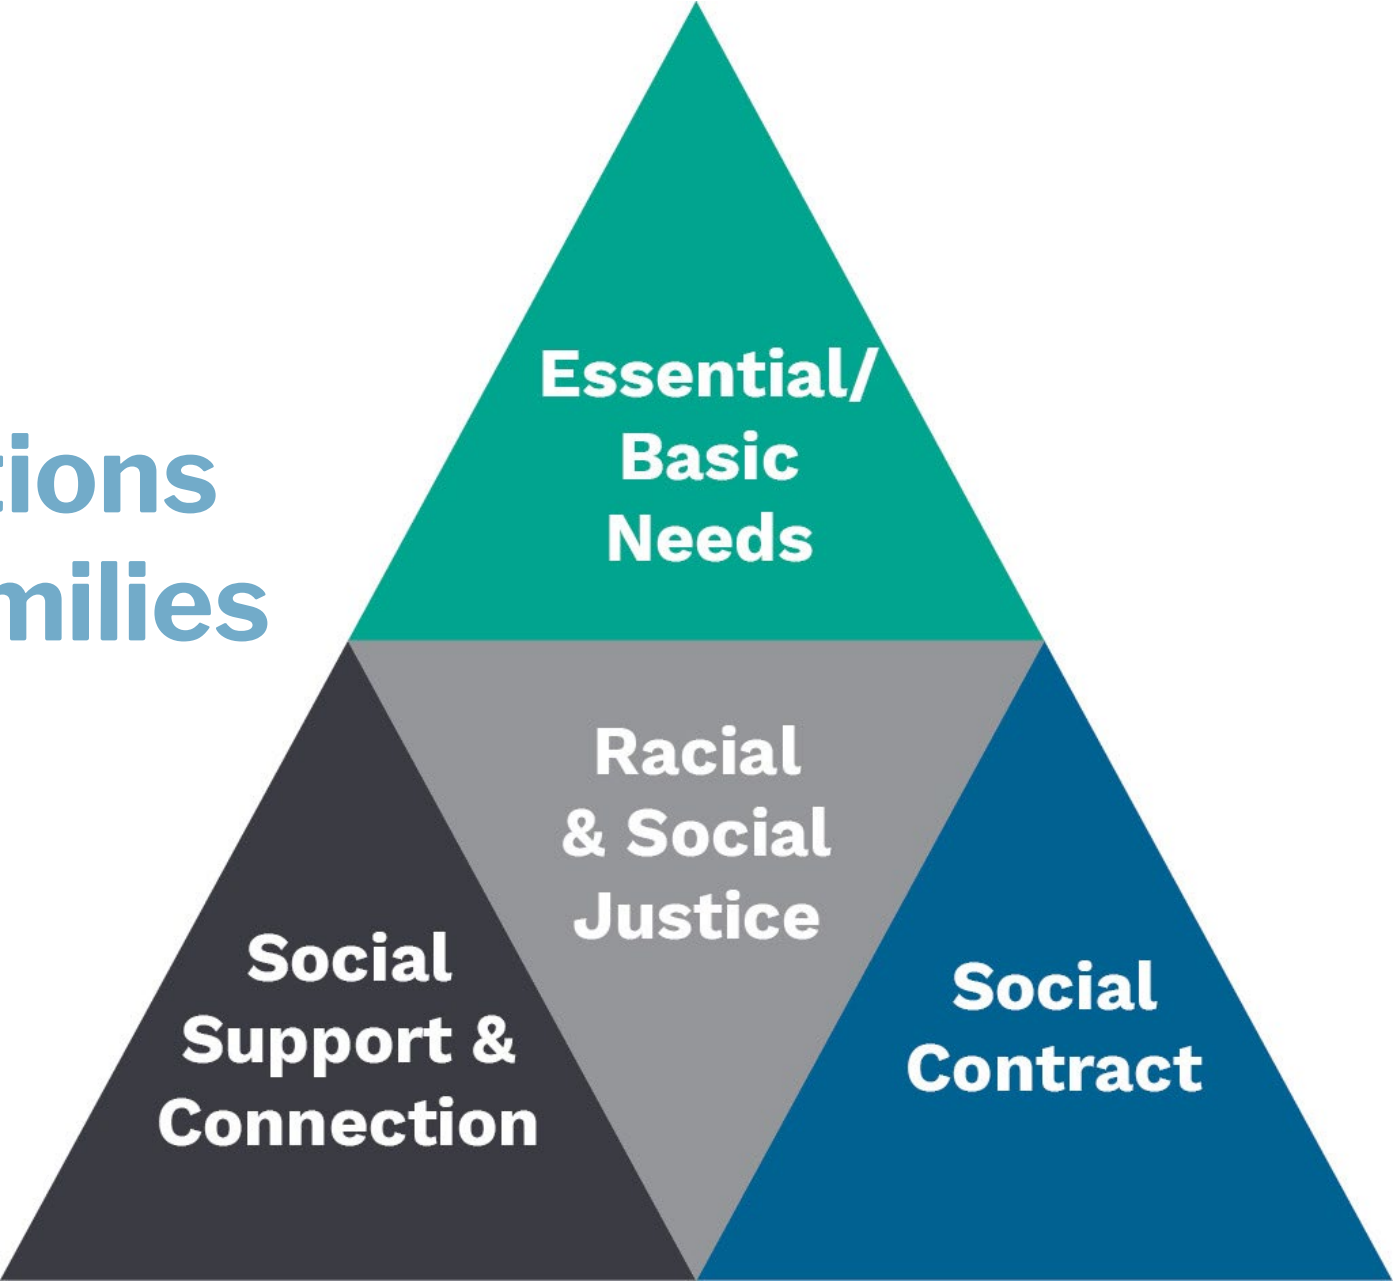 Essential/
Basic
Needs
tions
milies
Racial
& Social
Justice
Social
Support &
Connection
Social
Contract